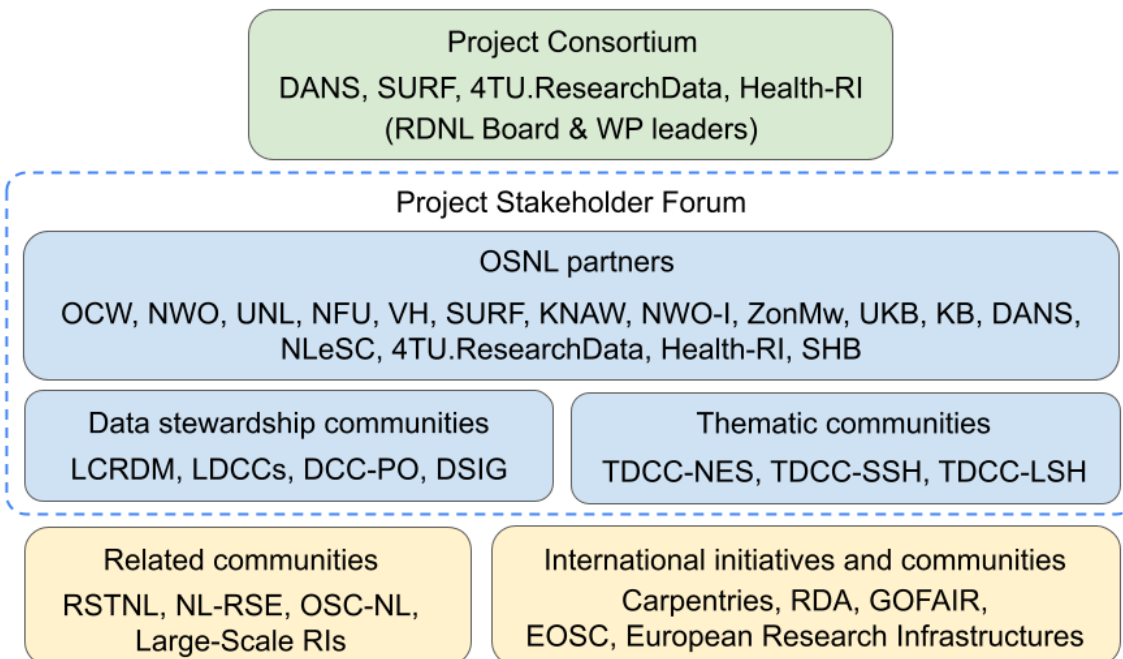 Project Consortium
DANS, SURF, 4TU.ResearchData, Health-RI
(RDNL Board & WP leaders)
Project Stakeholder Forum
OSNL partners
OCW, NWO, UNL, NFU, VH, SURF, KNAW, NWO-I, ZonMw, UKB, KB, DANS,
NLeSC, 4TU.ResearchData, Health-RI, SHB
Data stewardship communities
LCRDM, LDCCs, DCC-PO, DSIG
Thematic communities
TDCC-NES, TDCC-SSH, TDCC-LSH
Related communities
RSTNL, NL-RSE, OSC-NL,
Large-Scale RIs
International initiatives and communities
Carpentries, RDA, GOFAIR,
EOSC, European Research Infrastructures